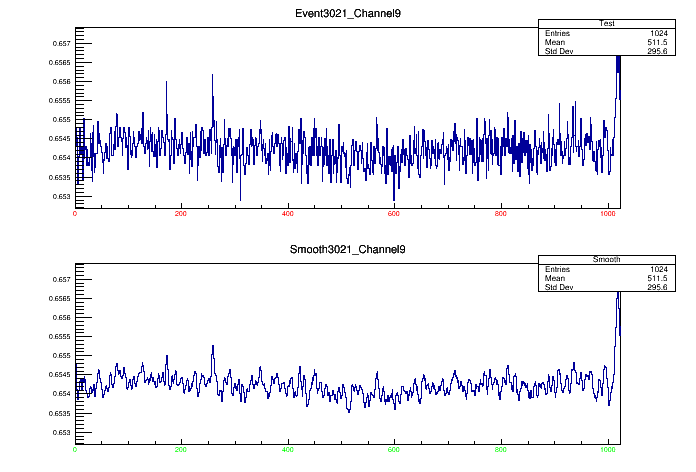 Event3021_Channel9
Test
Entries 1024
Mean 511.5
Std Dev 295.6
0.657
0.6565
0.656
0.6555
0.655
0.6545
0.654
0.6535
0.653
0 200 400 600 800 1000
Smooth3021_Channel9
Smooth
Entries 1024
Mean 511.5
Std Dev 295.6
0.657
0.6565
0.656
0.6555
0.655
0.6545
0.654
0.6535
0.653
0 200 400 600 800 1000